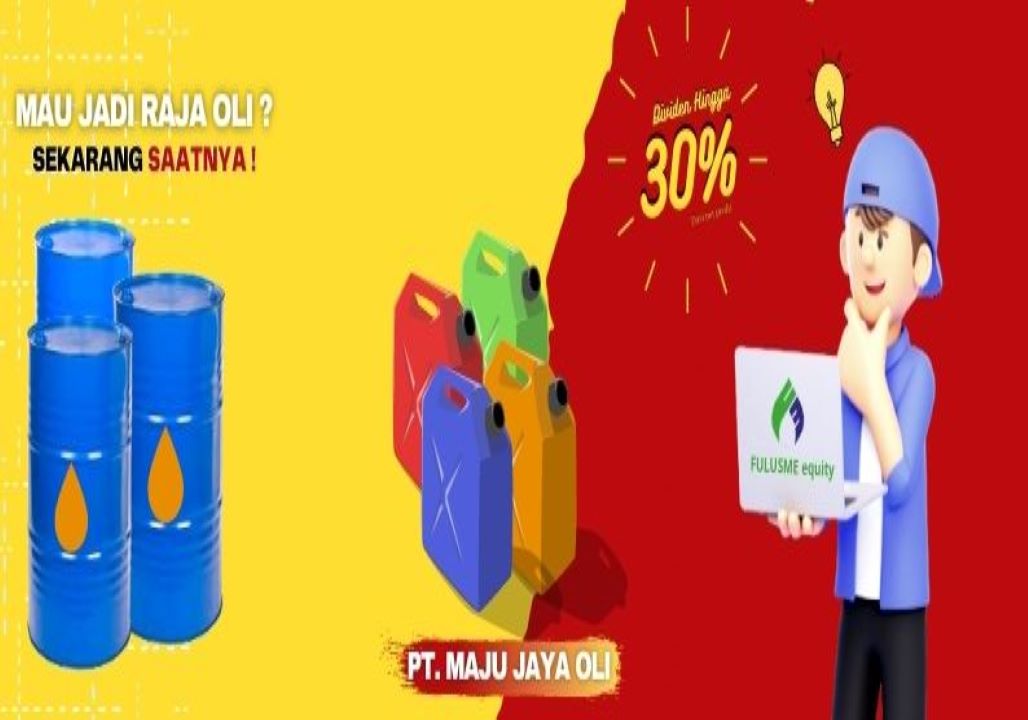 MAU JADI RAJA OLI ?
SEKARANG SAATNYA !
Dividen Hingga
30%
FULUSME equity
PT. MAJU JAYA OLI